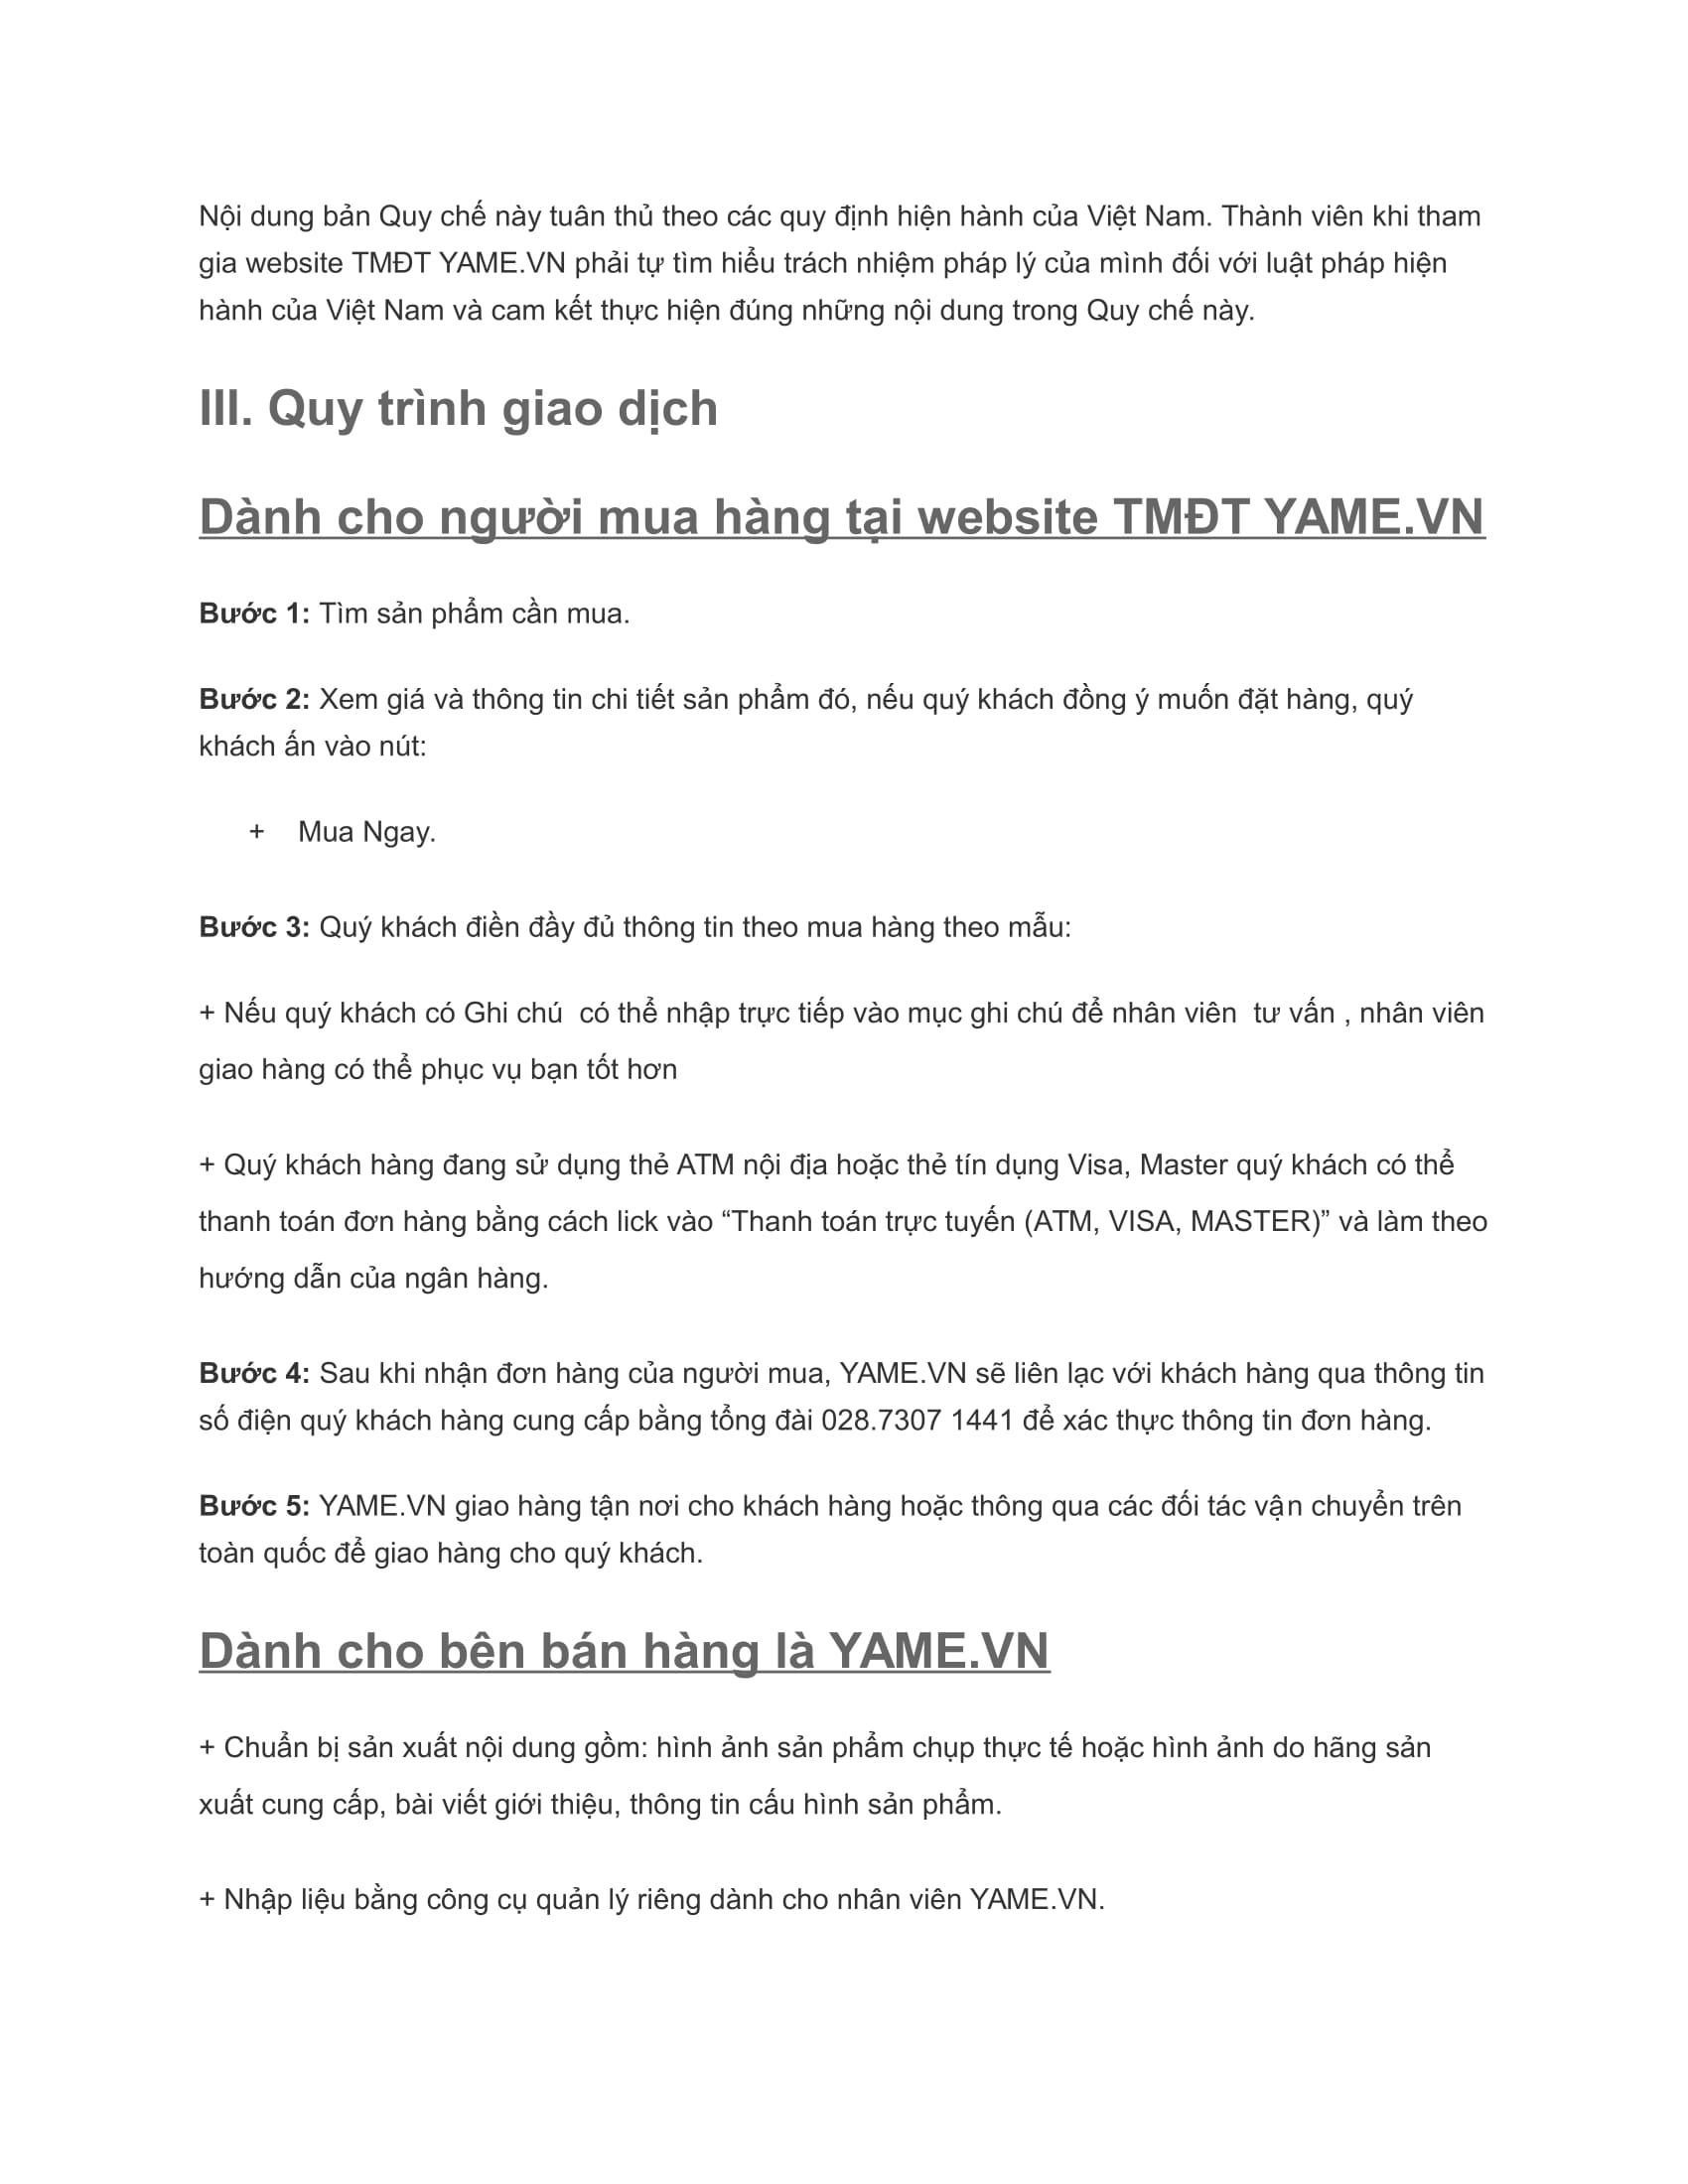 Nội dung bản Quy chế này tuân thủ theo các quy định hiện hành của Việt Nam. Thành viên khi tham
gia website TMĐT YAME.VN phải tự tìm hiểu trách nhiệm pháp lý của mình đối với luật pháp hiện
hành của Việt Nam và cam kết thực hiện đúng những nội dung trong Quy chế này.
III. Quy trình giao dịch
Dành cho người mua hàng tại website TMĐT YAME.VN
Bước 1: Tìm sản phẩm cần mua.
Bước 2: Xem giá và thông tin chi tiết sản phẩm đó, nếu quý khách đồng ý muốn đặt hàng, quý
khách ấn vào nút:
+ Mua Ngay.
Bước 3: Quý khách điền đầy đủ thông tin theo mua hàng theo mẫu:
+ Nếu quý khách có Ghi chú  có thể nhập trực tiếp vào mục ghi chú để nhân viên  tư vấn , nhân viên
giao hàng có thể phục vụ bạn tốt hơn
+ Quý khách hàng đang sử dụng thẻ ATM nội địa hoặc thẻ tín dụng Visa, Master quý khách có thể
thanh toán đơn hàng bằng cách lick vào “Thanh toán trực tuyến (ATM, VISA, MASTER)” và làm theo
hướng dẫn của ngân hàng.
Bước 4: Sau khi nhận đơn hàng của người mua, YAME.VN sẽ liên lạc với khách hàng qua thông tin
số điện quý khách hàng cung cấp bằng tổng đài 028.7307 1441 để xác thực thông tin đơn hàng.
Bước 5: YAME.VN giao hàng tận nơi cho khách hàng hoặc thông qua các đối tác vận chuyển trên
toàn quốc để giao hàng cho quý khách.
Dành cho bên bán hàng là YAME.VN
+ Chuẩn bị sản xuất nội dung gồm: hình ảnh sản phẩm chụp thực tế hoặc hình ảnh do hãng sản
xuất cung cấp, bài viết giới thiệu, thông tin cấu hình sản phẩm.
+ Nhập liệu bằng công cụ quản lý riêng dành cho nhân viên YAME.VN.